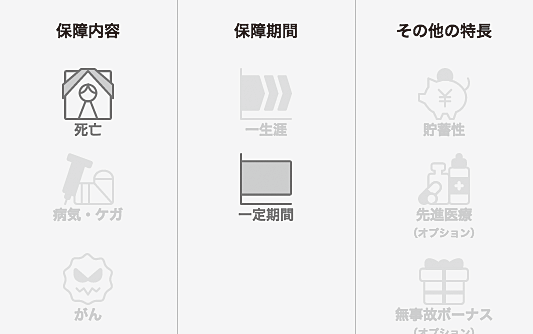 保障内容
死亡
病気・ケガ
がん
保障期間
一生涯
一定期間
その他の特長
¥
貯蓄性
先進医療
(オプション)
無事故ボーナス
(オプション)